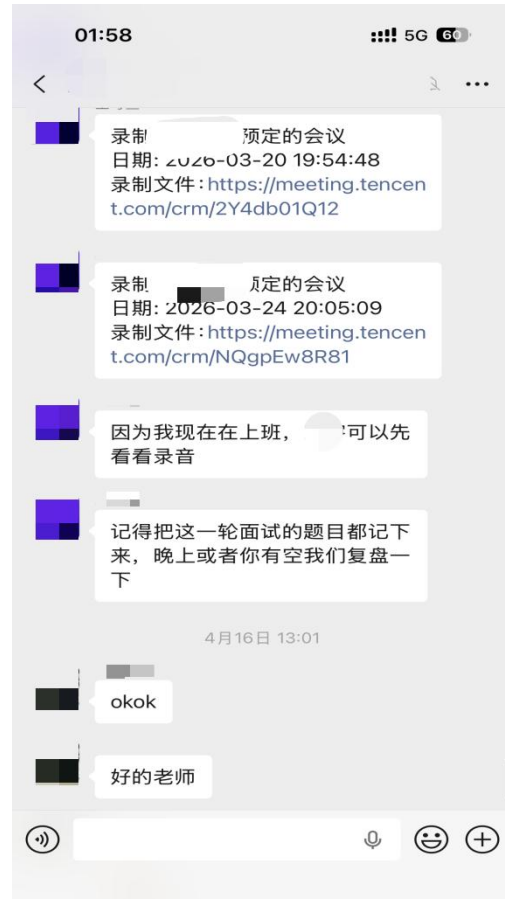 01:58
5G 60
录制 预定的会议
日期: 2026-03-20 19:54:48
录制文件:https://meeting.tencen
t.com/crm/2Y4db01Q12
录制 预定的会议
日期: 2026-03-24 20:05:09
录制文件:https://meeting.tencen
t.com/crm/NQgpEw8R81
因为我现在在上班, 可以先
看看录音
记得把这一轮面试的题目都记下
来, 晚上或者你有空我们复盘一
下
4月16日 13:01
okok
好的老师